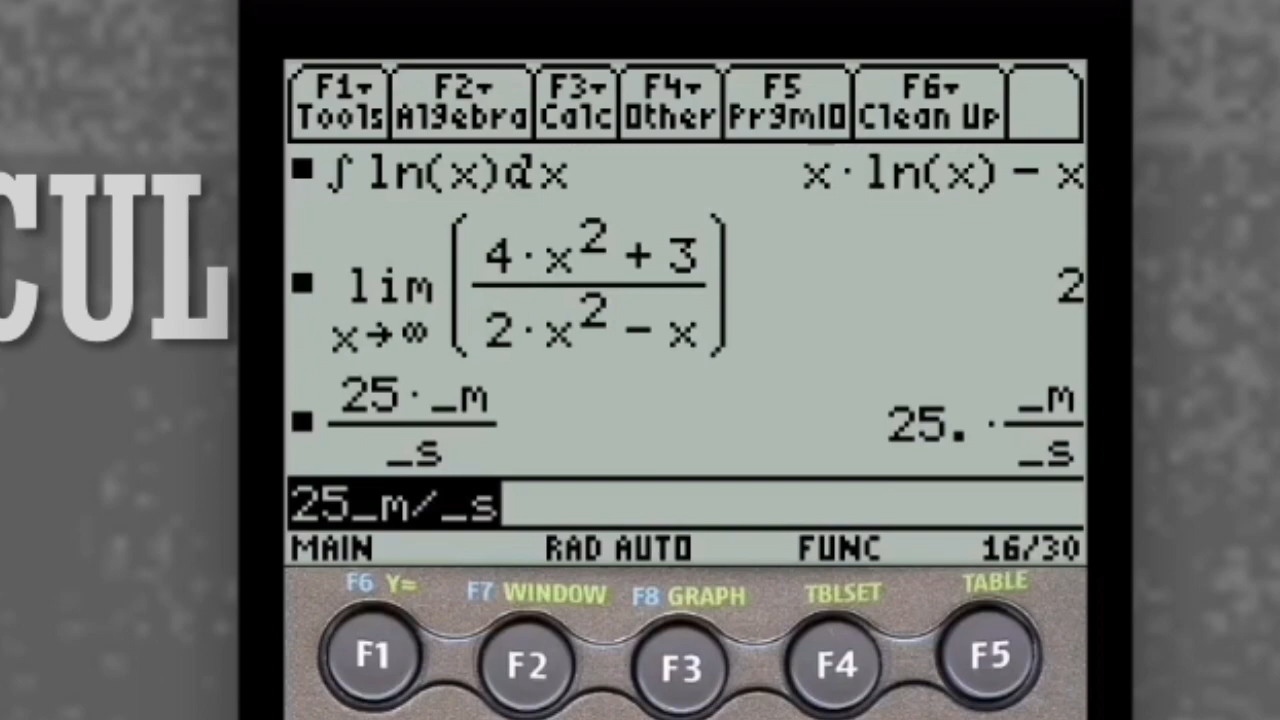 CUL
F1▾ F2▾ F3▾ F4▾ F5 F6▾
Tools Algebra Calc Other PrgmIO Clean Up
■ ∫ ln(x)dx x·ln(x) − x
■ lim x→∞ ((4·x² + 3)/(2·x² − x)) 2
■ 25·_m/_s 25.·_m/_s
25_m/_s
MAIN RAD AUTO FUNC 16/30
F6 Y= F7 WINDOW F8 GRAPH TBLSET TABLE
F1 F2 F3 F4 F5